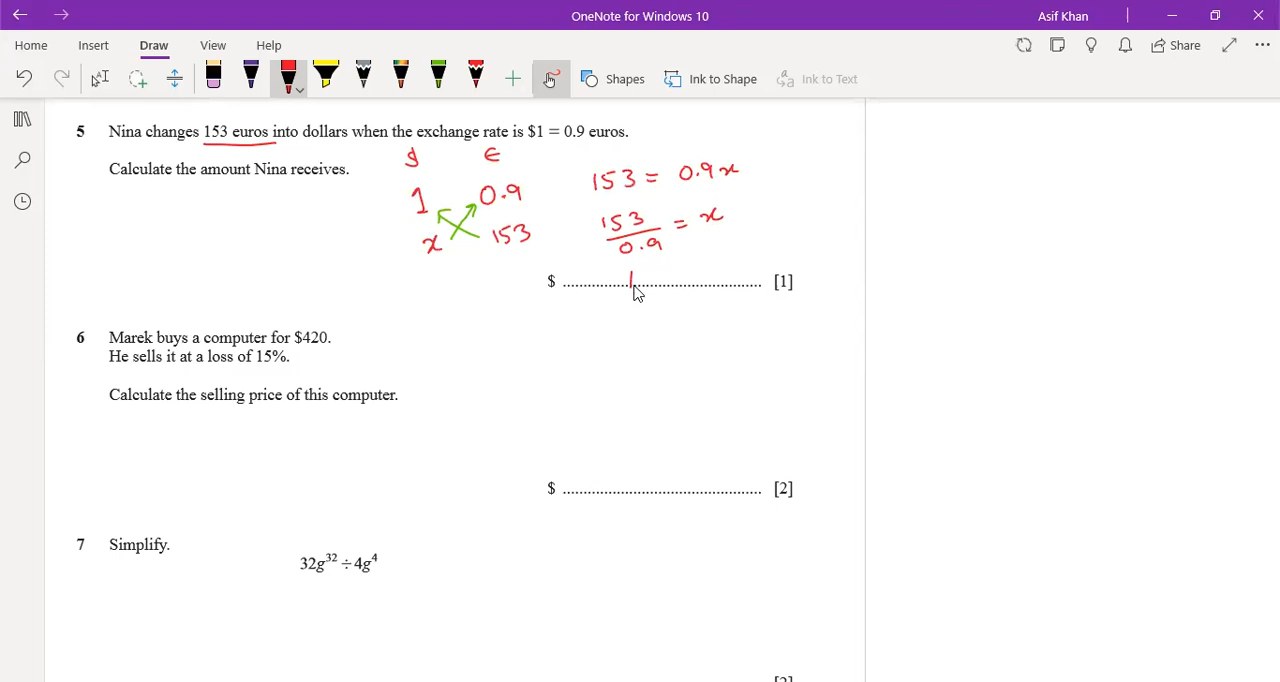 OneNote for Windows 10
Asif Khan
Home Insert Draw View Help
Share
Shapes Ink to Shape Ink to Text
5 Nina changes 153 euros into dollars when the exchange rate is $1 = 0.9 euros.
Calculate the amount Nina receives.
$ €
1 0.9
x 153
153 = 0.9x
153/0.9 = x
$ ................................................ [1]
1
6 Marek buys a computer for $420.
He sells it at a loss of 15%.
Calculate the selling price of this computer.
$ ................................................ [2]
7 Simplify.
32g³² ÷ 4g⁴